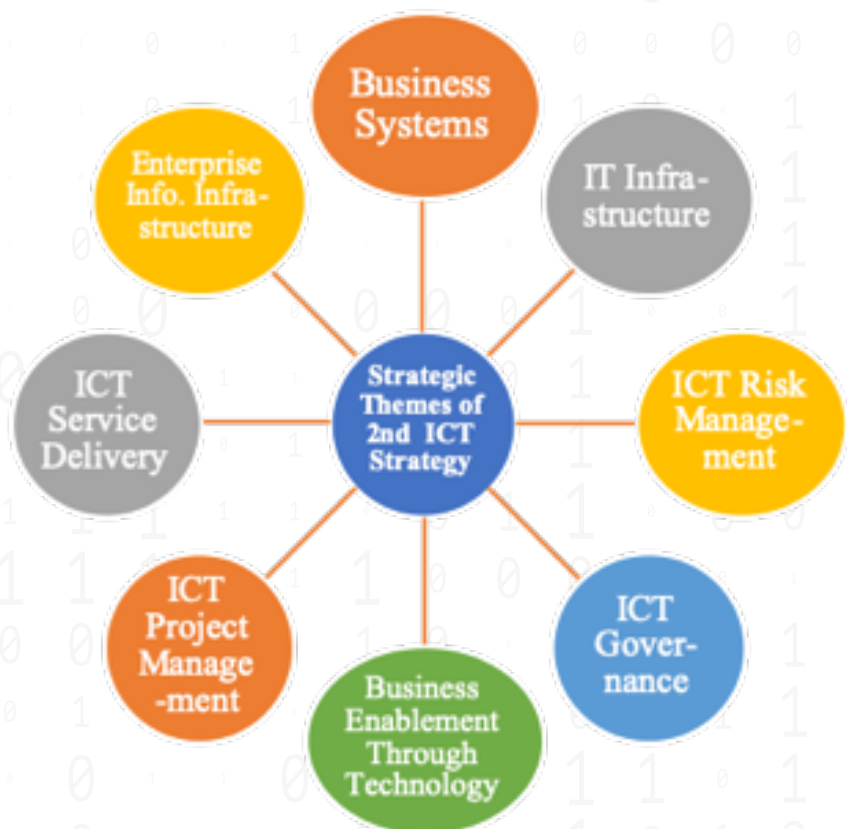 Business
Systems
IT Infra-
structure
ICT Risk
Manage-
ment
ICT
Gover-
nance
Business
Enablement
Through
Technology
ICT
Project
Manage
-ment
ICT
Service
Delivery
Enterprise
Info. Infra-
structure
Strategic
Themes of
2nd ICT
Strategy